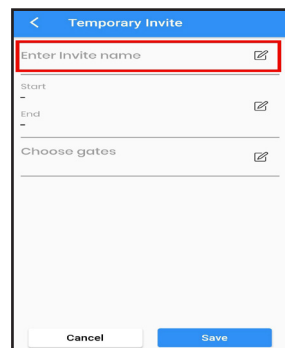 Temporary Invite
Enter Invite name
Start
-
End
-
Choose gates
Cancel Save